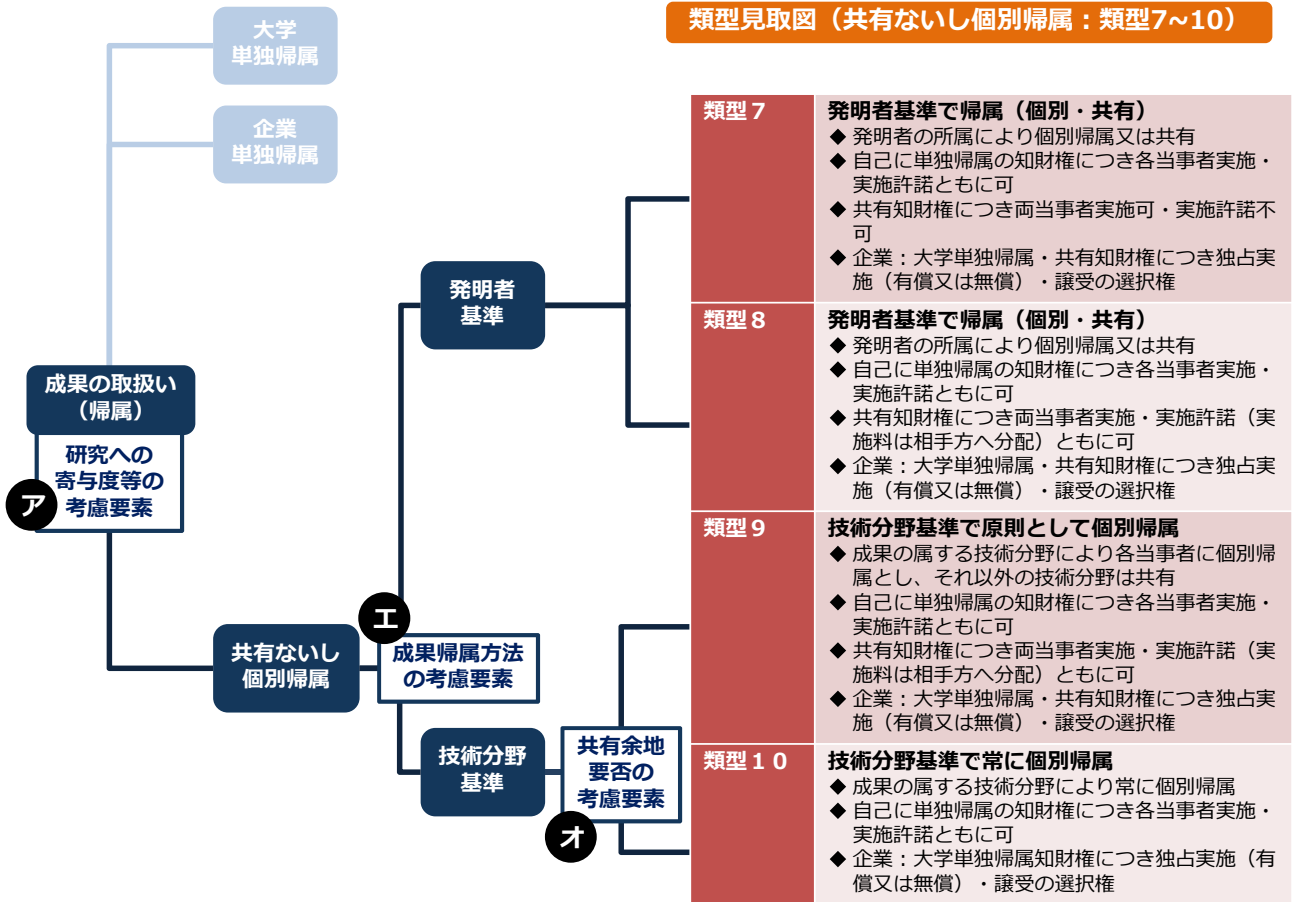 類型見取図（共有ないし個別帰属：類型7~10）
大学
単独帰属
企業
単独帰属
成果の取扱い
（帰属）
研究への
寄与度等の
考慮要素
ア
共有ないし
個別帰属
エ
成果帰属方法
の考慮要素
発明者
基準
技術分野
基準
共有余地
要否の
考慮要素
オ
類型７
発明者基準で帰属（個別・共有）
◆ 発明者の所属により個別帰属又は共有
◆ 自己に単独帰属の知財権につき各当事者実施・
実施許諾ともに可
◆ 共有知財権につき両当事者実施可・実施許諾不
可
◆ 企業：大学単独帰属・共有知財権につき独占実
施（有償又は無償）・譲受の選択権
類型８
発明者基準で帰属（個別・共有）
◆ 発明者の所属により個別帰属又は共有
◆ 自己に単独帰属の知財権につき各当事者実施・
実施許諾ともに可
◆ 共有知財権につき両当事者実施・実施許諾（実
施料は相手方へ分配）ともに可
◆ 企業：大学単独帰属・共有知財権につき独占実
施（有償又は無償）・譲受の選択権
類型９
技術分野基準で原則として個別帰属
◆ 成果の属する技術分野により各当事者に個別帰
属とし、それ以外の技術分野は共有
◆ 自己に単独帰属の知財権につき各当事者実施・
実施許諾ともに可
◆ 共有知財権につき両当事者実施・実施許諾（実
施料は相手方へ分配）ともに可
◆ 企業：大学単独帰属・共有知財権につき独占実
施（有償又は無償）・譲受の選択権
類型１０
技術分野基準で常に個別帰属
◆ 成果の属する技術分野により常に個別帰属
◆ 自己に単独帰属の知財権につき各当事者実施・
実施許諾ともに可
◆ 企業：大学単独帰属知財権につき独占実施（有
償又は無償）・譲受の選択権